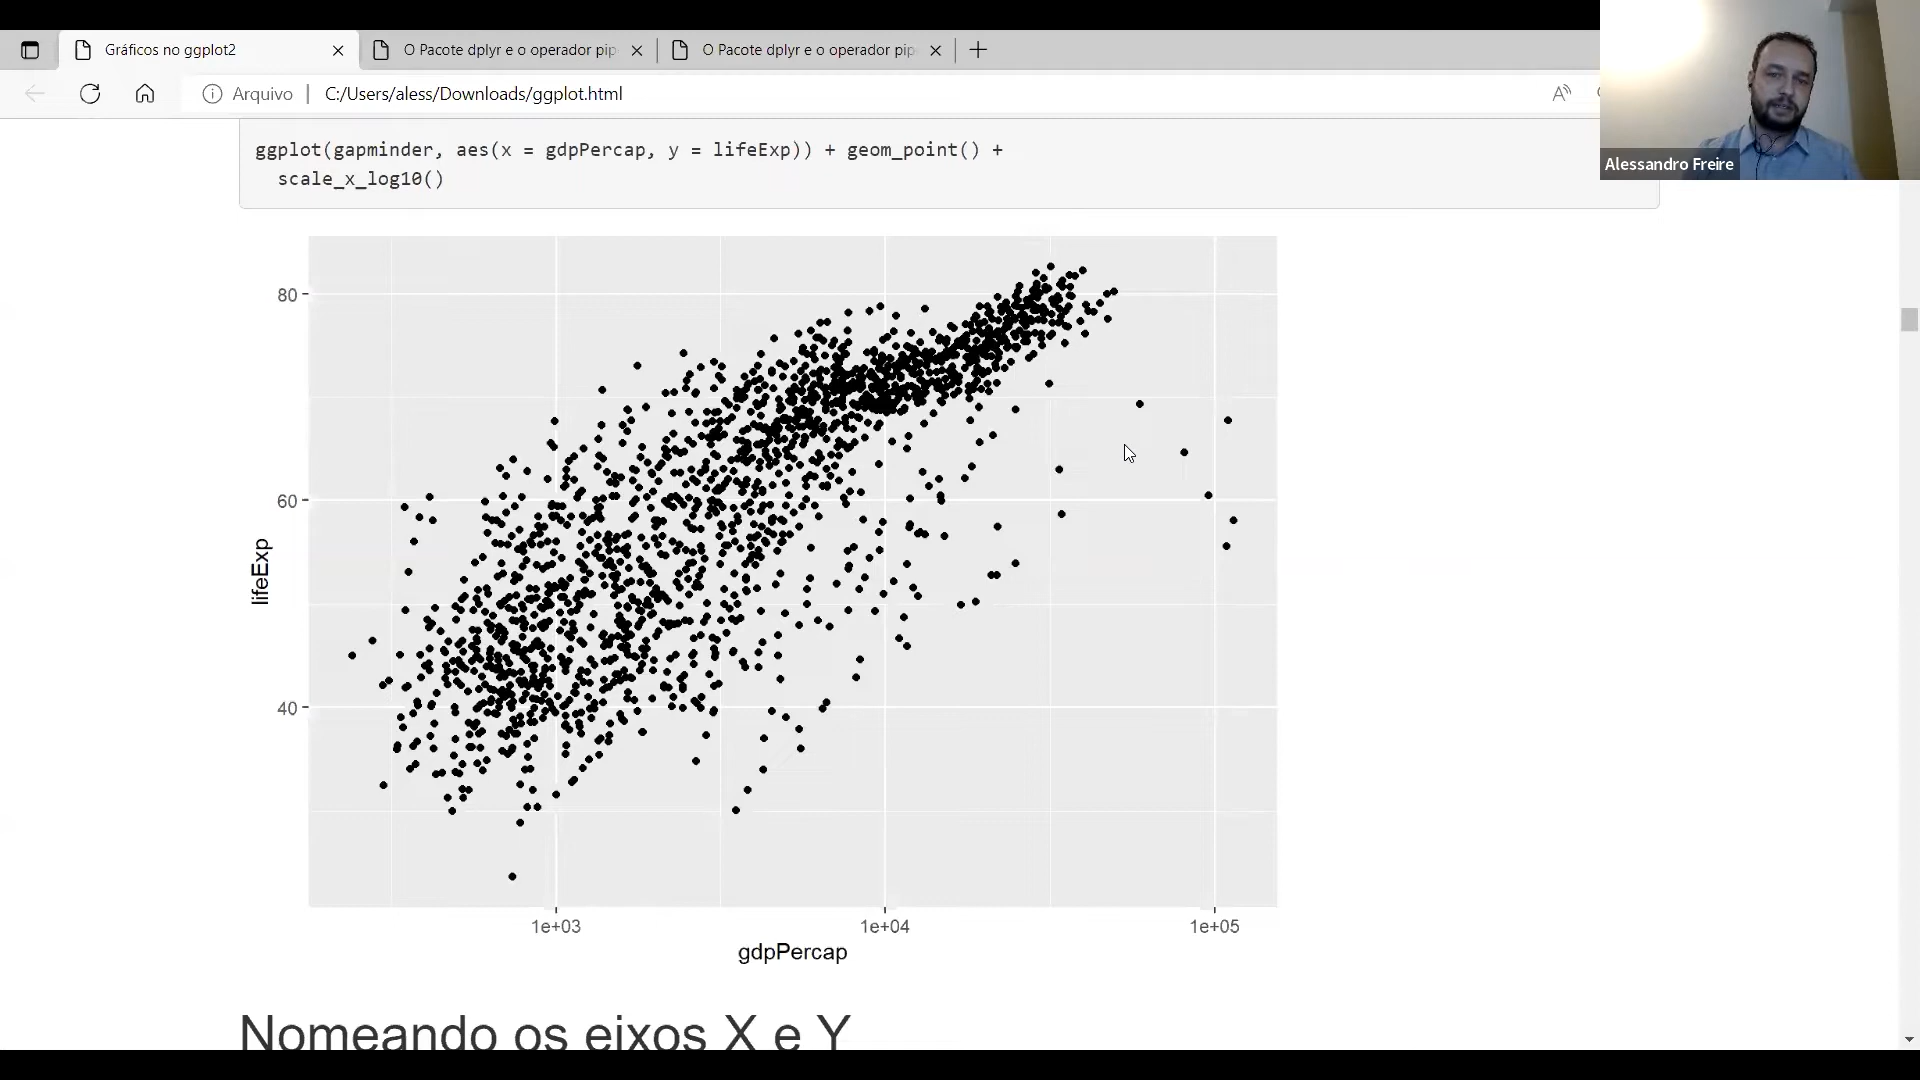 Gráficos no ggplot2
O Pacote dplyr e o operador pip
O Pacote dplyr e o operador pip
Arquivo
C:/Users/aless/Downloads/ggplot.html
Alessandro Freire
ggplot(gapminder, aes(x = gdpPercap, y = lifeExp)) + geom_point() +
scale_x_log10()
80
60
40
lifeExp
1e+03
1e+04
1e+05
gdpPercap
Nomeando os eixos X e Y